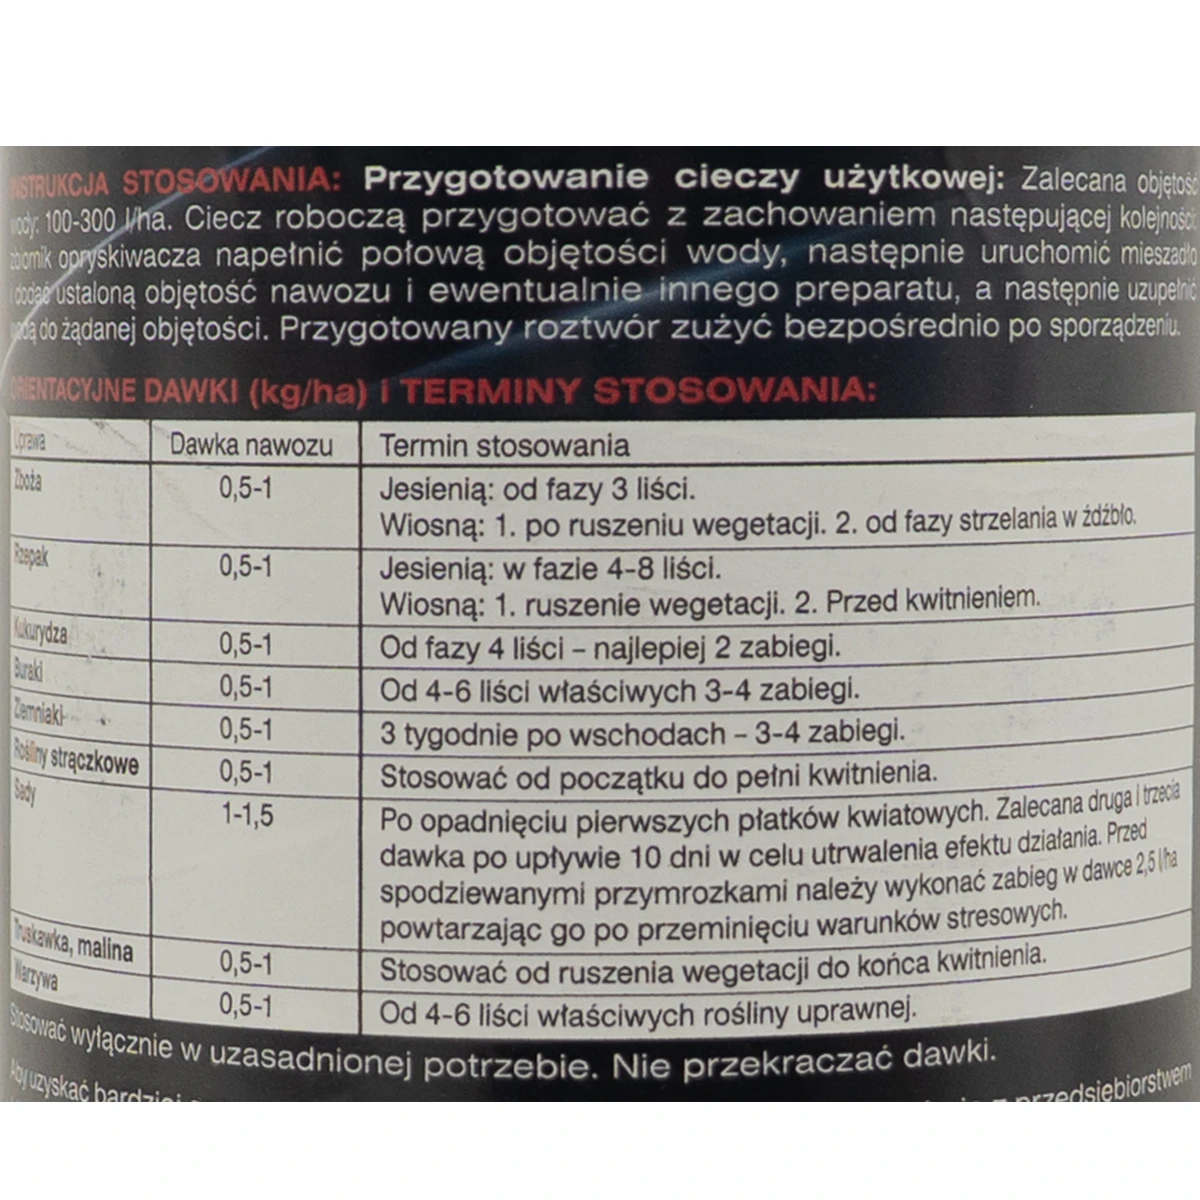 INSTRUKCJA STOSOWANIA: Przygotowanie cieczy użytkowej: Zalecana objętość
wody: 100-300 l/ha. Ciecz roboczą przygotować z zachowaniem następującej kolejności:
zbiornik opryskiwacza napełnić połową objętości wody, następnie uruchomić mieszadło
i dodać ustaloną objętość nawozu i ewentualnie innego preparatu, a następnie uzupełnić
wodą do żądanej objętości. Przygotowany roztwór zużyć bezpośrednio po sporządzeniu.
ORIENTACYJNE DAWKI (kg/ha) i TERMINY STOSOWANIA:
Uprawa Dawka nawozu Termin stosowania
Zboża 0,5-1 Jesienią: od fazy 3 liści.
Wiosną: 1. po ruszeniu wegetacji. 2. od fazy strzelania w źdźbło.
Rzepak 0,5-1 Jesienią: w fazie 4-8 liści.
Wiosną: 1. ruszenie wegetacji. 2. Przed kwitnieniem.
Kukurydza 0,5-1 Od fazy 4 liści – najlepiej 2 zabiegi.
Buraki 0,5-1 Od 4-6 liści właściwych 3-4 zabiegi.
Ziemniaki 0,5-1 3 tygodnie po wschodach – 3-4 zabiegi.
Rośliny strączkowe 0,5-1 Stosować od początku do pełni kwitnienia.
Sady 1-1,5 Po opadnięciu pierwszych płatków kwiatowych. Zalecana druga i trzecia
dawka po upływie 10 dni w celu utrwalenia efektu działania. Przed
spodziewanymi przymrozkami należy wykonać zabieg w dawce 2,5 l/ha
powtarzając go po przeminięciu warunków stresowych.
Truskawka, malina 0,5-1 Stosować od ruszenia wegetacji do końca kwitnienia.
Warzywa 0,5-1 Od 4-6 liści właściwych rośliny uprawnej.
Stosować wyłącznie w uzasadnionej potrzebie. Nie przekraczać dawki.
Aby uzyskać bardziej z przedsiębiorstwem